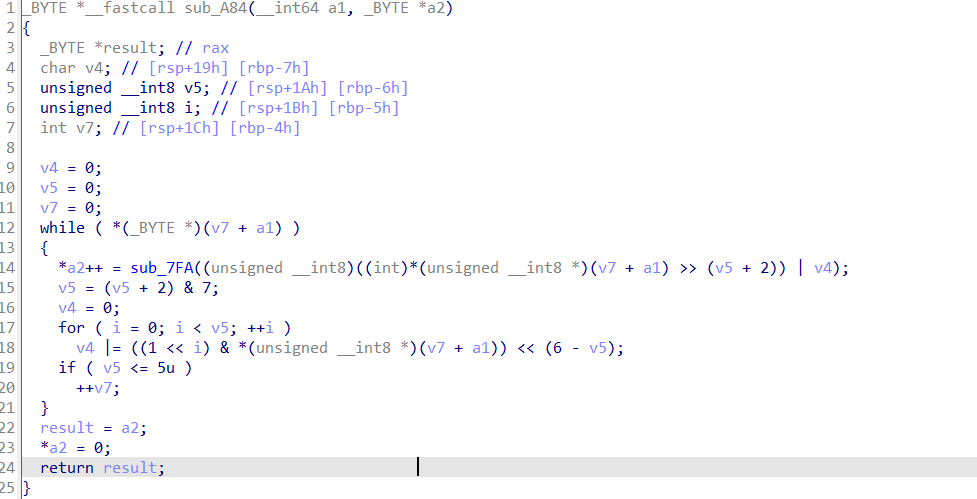 1 _BYTE *__fastcall sub_A84(__int64 a1, _BYTE *a2)
2 {
3 _BYTE *result; // rax
4 char v4; // [rsp+19h] [rbp-7h]
5 unsigned __int8 v5; // [rsp+1Ah] [rbp-6h]
6 unsigned __int8 i; // [rsp+1Bh] [rbp-5h]
7 int v7; // [rsp+1Ch] [rbp-4h]
8
9 v4 = 0;
10 v5 = 0;
11 v7 = 0;
12 while ( *(_BYTE *)(v7 + a1) )
13 {
14 *a2++ = sub_7FA((unsigned __int8)((int)*(unsigned __int8 *)(v7 + a1) >> (v5 + 2)) | v4);
15 v5 = (v5 + 2) & 7;
16 v4 = 0;
17 for ( i = 0; i < v5; ++i )
18 v4 |= ((1 << i) & *(unsigned __int8 *)(v7 + a1)) << (6 - v5);
19 if ( v5 <= 5u )
20 ++v7;
21 }
22 result = a2;
23 *a2 = 0;
24 return result;
25 }